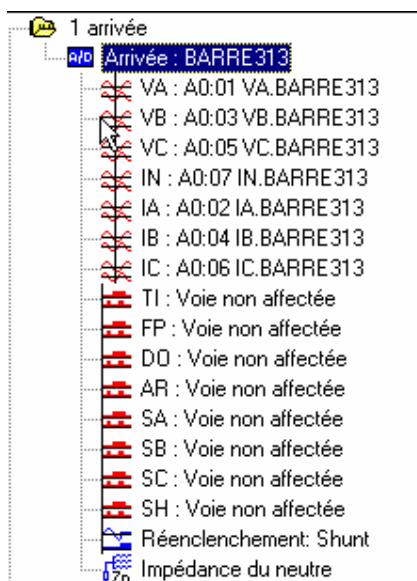 1 arrivée
A/D Arrivée : BARRE313
VA : A0:01 VA.BARRE313
VB : A0:03 VB.BARRE313
VC : A0:05 VC.BARRE313
IN : A0:07 IN.BARRE313
IA : A0:02 IA.BARRE313
IB : A0:04 IB.BARRE313
IC : A0:06 IC.BARRE313
TI : Voie non affectée
FP : Voie non affectée
DO : Voie non affectée
AR : Voie non affectée
SA : Voie non affectée
SB : Voie non affectée
SC : Voie non affectée
SH : Voie non affectée
Réenclenchement: Shunt
Zn Impédance du neutre